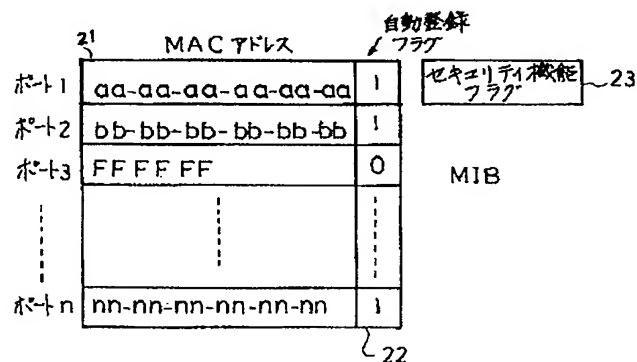 21 MACアドレス 自動登録
フラグ
ポート1 aa-aa-aa-aa-aa-aa 1 セキュリティ機能
フラグ 23
ポート2 bb-bb-bb-bb-bb-bb 1
ポート3 FF FF FF 0 MIB
ポートn nn-nn-nn-nn-nn-nn 1
22